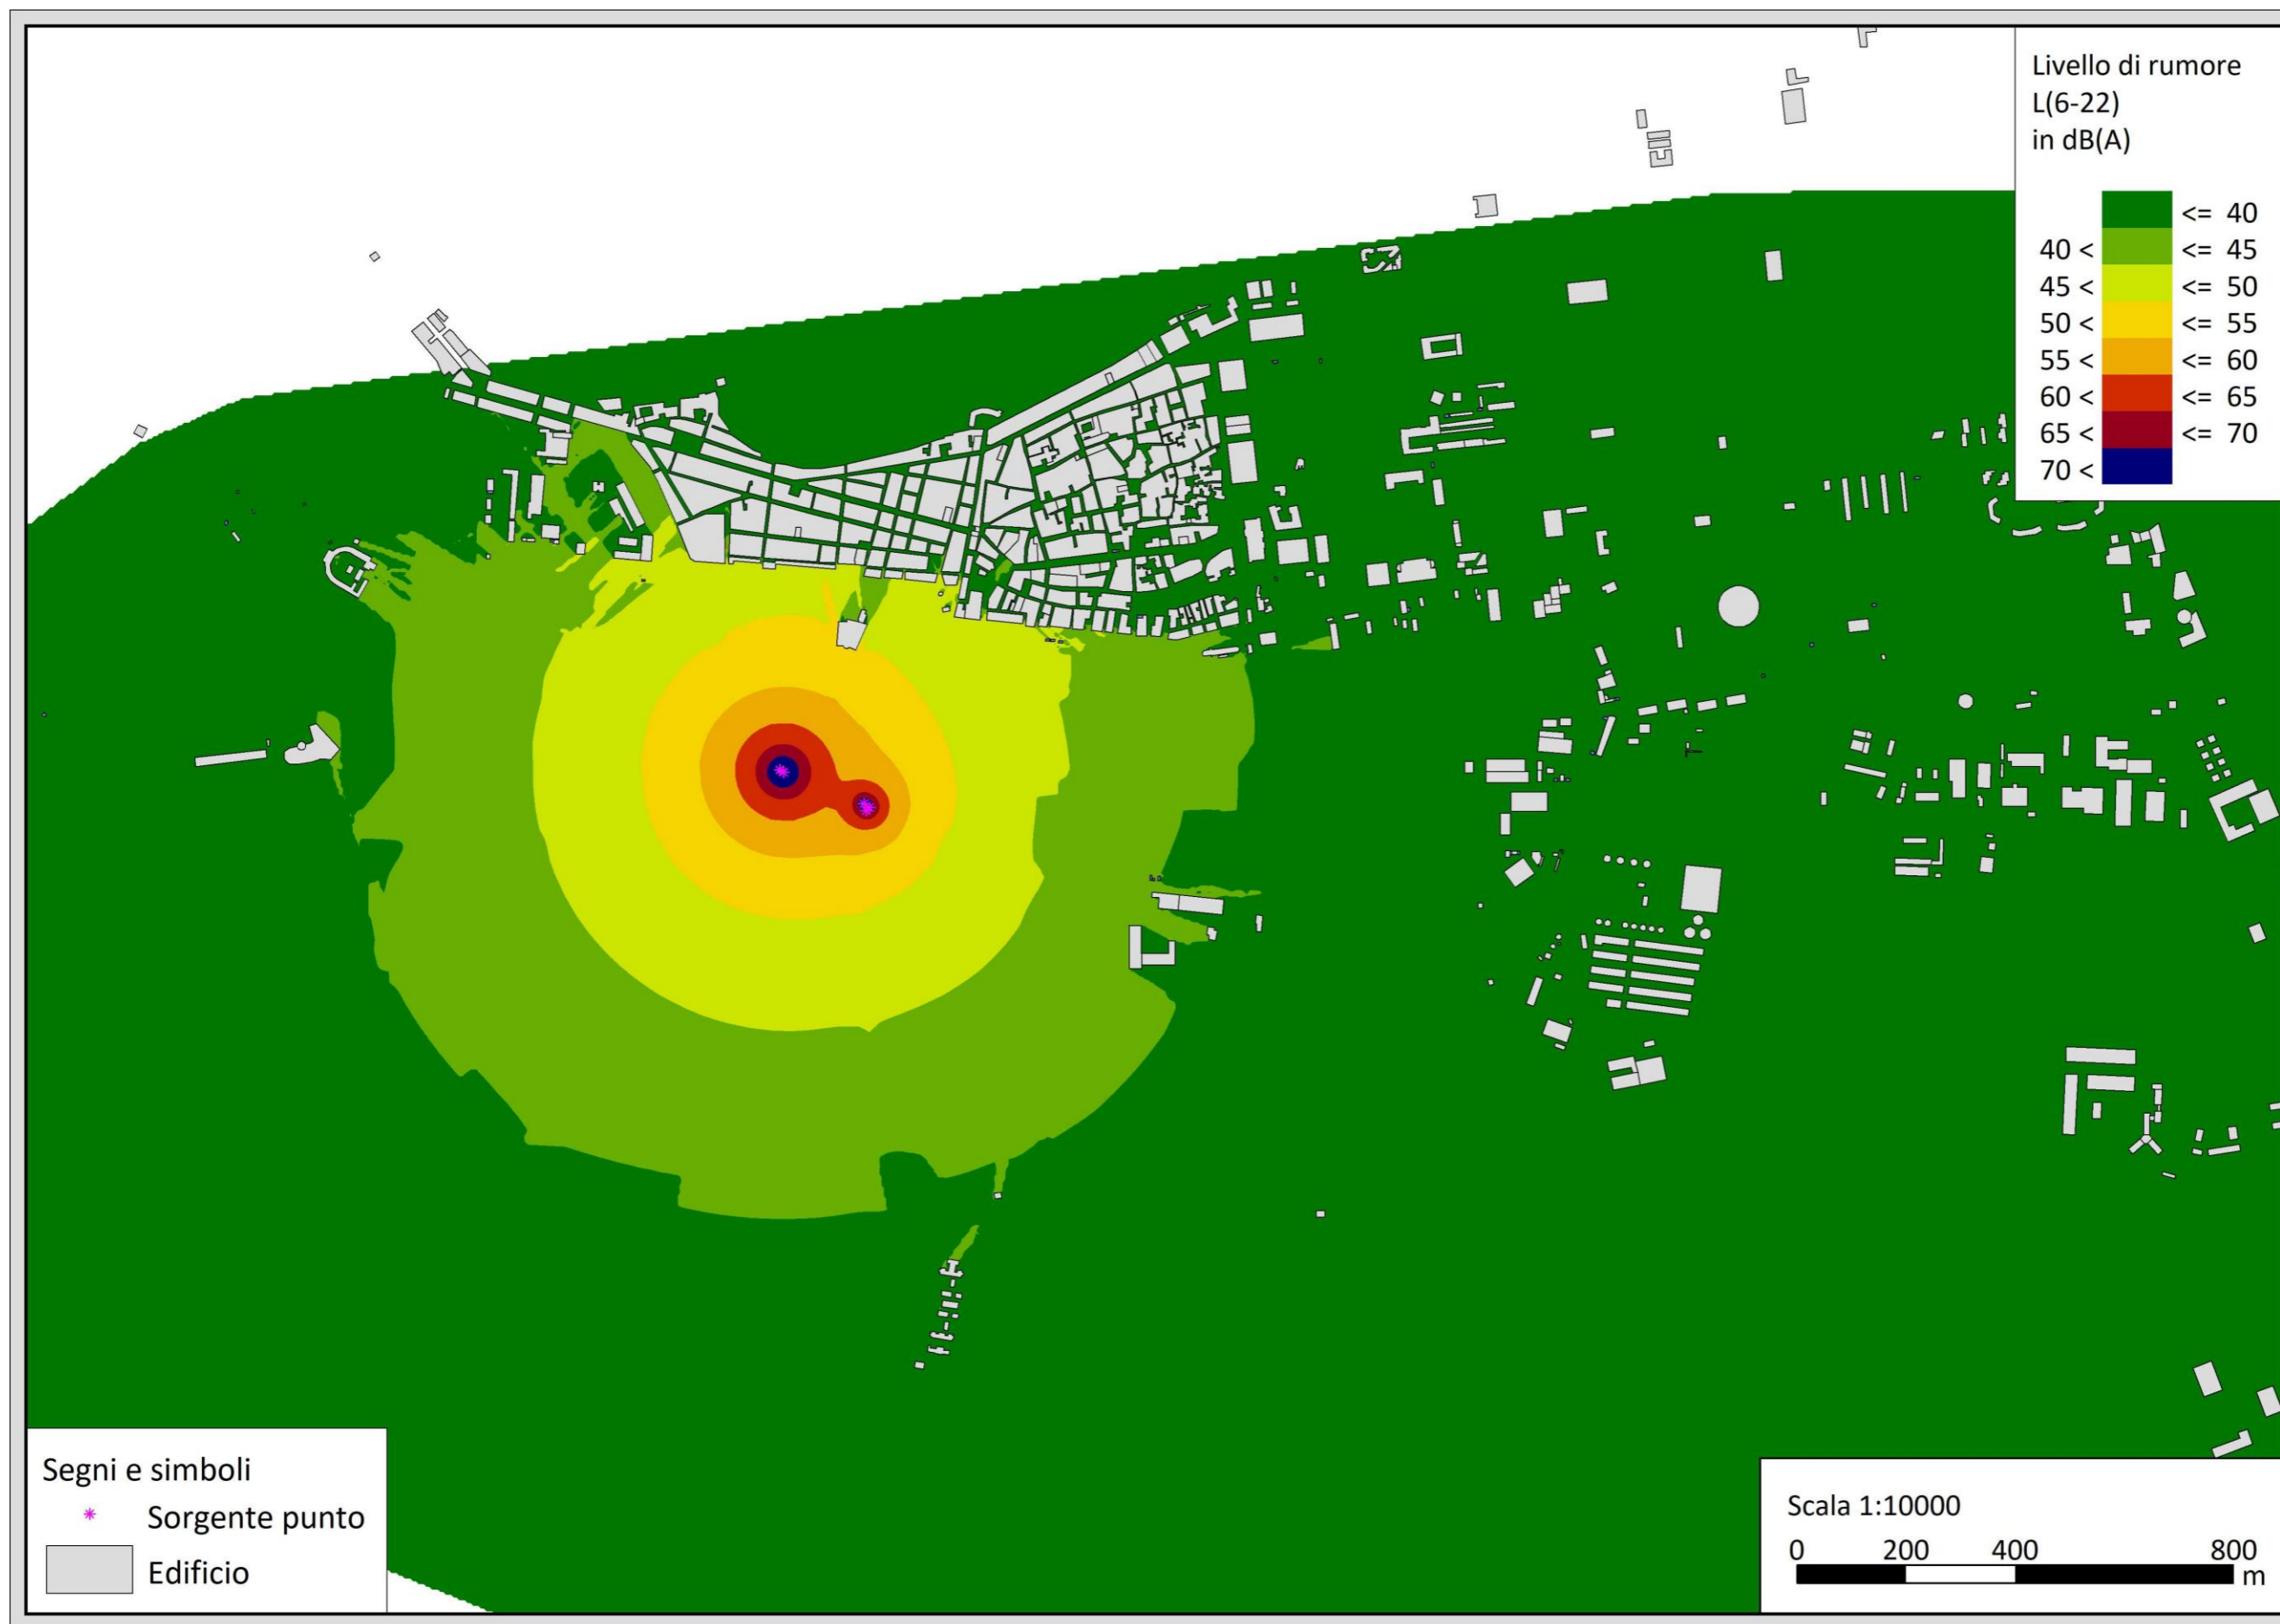 Livello di rumore
L(6-22)
in dB(A)
<= 40
40 < <= 45
45 < <= 50
50 < <= 55
55 < <= 60
60 < <= 65
65 < <= 70
70 <
Segni e simboli
Sorgente punto
Edificio
Scala 1:10000
0 200 400 800
m